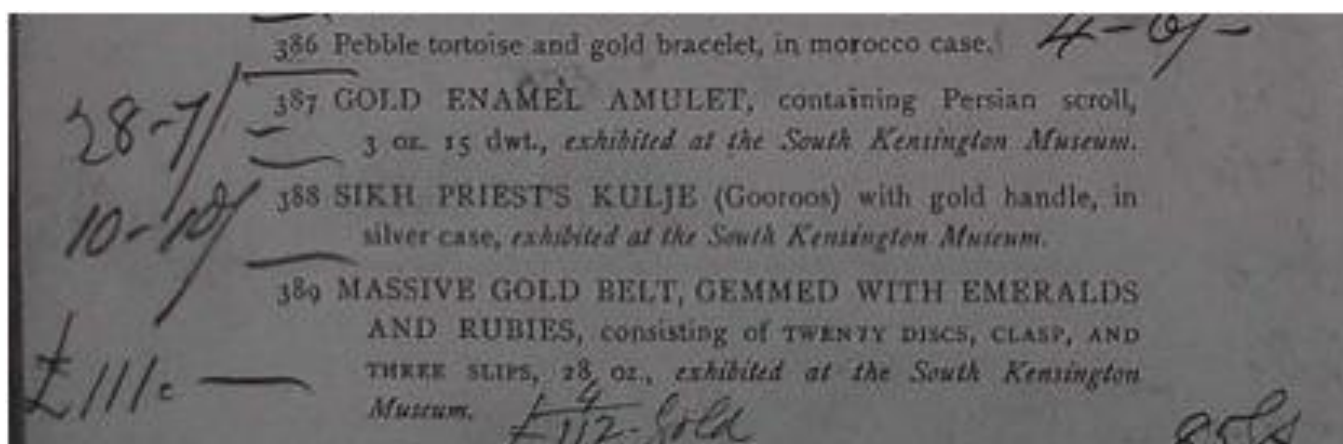 386 Pebble tortoise and gold bracelet, in morocco case.
28-7/
387 GOLD ENAMEL AMULET, containing Persian scroll,
3 oz. 15 dwt., exhibited at the South Kensington Museum.
10-10/
388 SIKH PRIEST'S KULJE (Gooroos) with gold handle, in
silver case, exhibited at the South Kensington Museum.
389 MASSIVE GOLD BELT, GEMMED WITH EMERALDS
AND RUBIES, consisting of TWENTY DISCS, CLASP, AND
£111
THREE SLIPS, 28 oz., exhibited at the South Kensington
4
Museum.
£112 - Gold